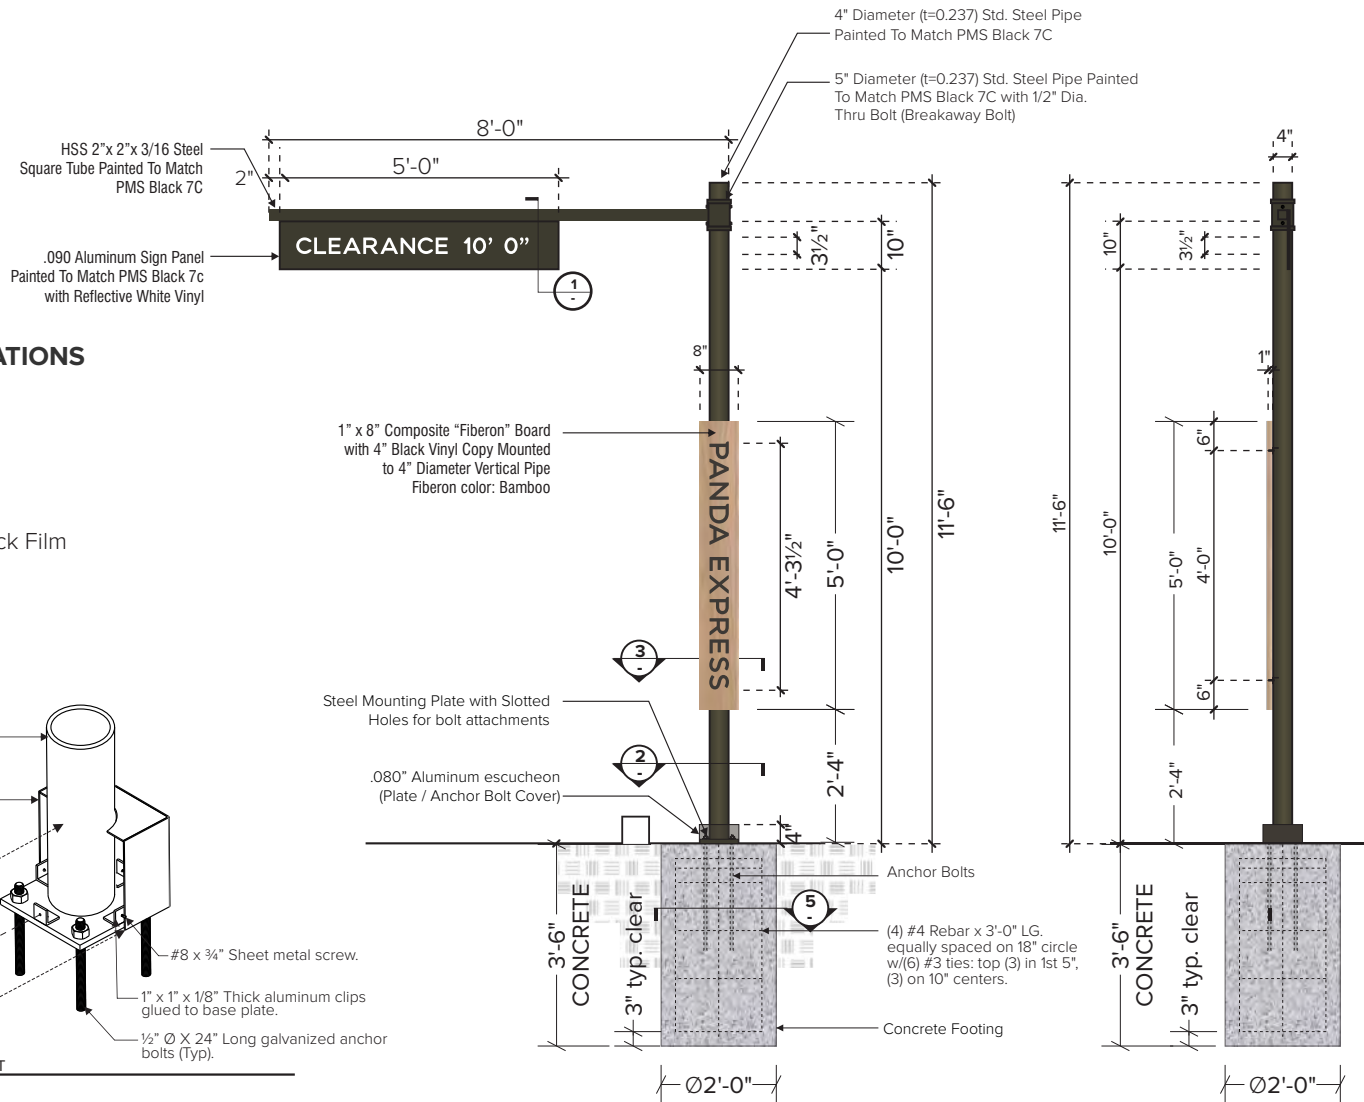 4" Diameter (t=0.237) Std. Steel Pipe
Painted To Match PMS Black 7C
5" Diameter (t=0.237) Std. Steel Pipe Painted
To Match PMS Black 7C with 1/2" Dia.
Thru Bolt (Breakaway Bolt)
8'-0"
4"
HSS 2"x 2"x 3/16 Steel
Square Tube Painted To Match
PMS Black 7C
2"
5'-0"
CLEARANCE 10' 0"
.090 Aluminum Sign Panel
Painted To Match PMS Black 7c
with Reflective White Vinyl
1
-
3½"
10"
10"
3½"
ATIONS
8"
1"
1" x 8" Composite "Fiberon" Board
with 4" Black Vinyl Copy Mounted
to 4" Diameter Vertical Pipe
Fiberon color: Bamboo
PANDA EXPRESS
4'-3½"
5'-0"
10'-0"
11'-6"
11'-6"
10'-0"
5'-0"
6"
4'-0"
6"
ck Film
3
-
Steel Mounting Plate with Slotted
Holes for bolt attachments
2
-
2'-4"
2'-4"
.080" Aluminum escucheon
(Plate / Anchor Bolt Cover)
4"
Anchor Bolts
5
-
(4) #4 Rebar x 3'-0" LG.
equally spaced on 18" circle
w/(6) #3 ties: top (3) in 1st 5",
(3) on 10" centers.
3'-6"
CONCRETE
3" typ. clear
3'-6"
CONCRETE
3" typ. clear
Concrete Footing
#8 x ¾" Sheet metal screw.
1" x 1" x 1/8" Thick aluminum clips
glued to base plate.
½" Ø X 24" Long galvanized anchor
bolts (Typ).
T
Ø2'-0"
Ø2'-0"